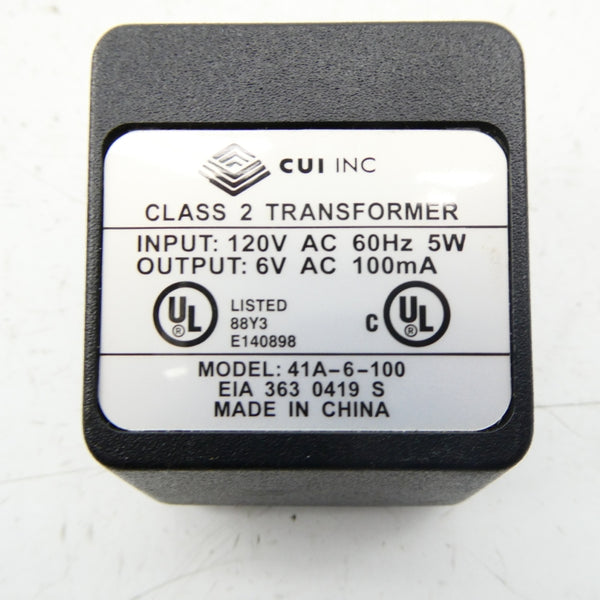 CUI INC
CLASS 2 TRANSFORMER
INPUT: 120V AC 60Hz 5W
OUTPUT: 6V AC 100mA
UL ® LISTED C UL ®
88Y3
E140898
MODEL: 41A-6-100
EIA 363 0419 S
MADE IN CHINA